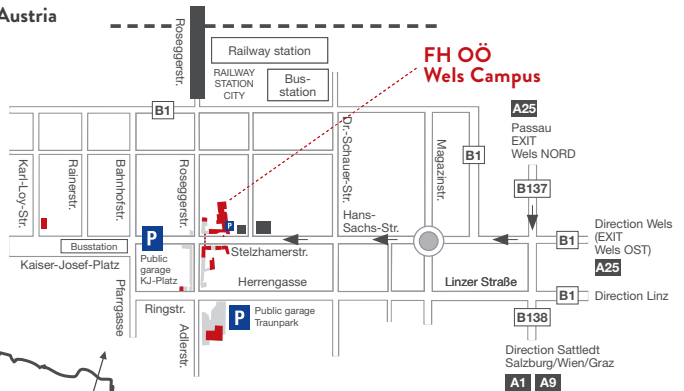 Austria
Roseggerstr.
Railway station
RAILWAY
STATION
CITY
Bus-
station
FH OÖ
Wels Campus
B1
A25
Passau
EXIT
Wels NORD
B137
B1
Karl-Loy-Str.
Rainerstr.
Bahnhofstr.
Roseggerstr.
Dr.-Schauer-Str.
Magazinstr.
Hans-
Sachs-Str.
P
P
Direction Wels
(EXIT
Wels OST)
B1
A25
Busstation
Kaiser-Josef-Platz
Public
garage
KJ-Platz
Stelzhamerstr.
Herrengasse
Linzer Straße
B1
Direction Linz
Pfarrgasse
Ringstr.
Adlerstr.
P
Public garage
Traunpark
B138
Direction Sattledt
Salzburg/Wien/Graz
A1
A9